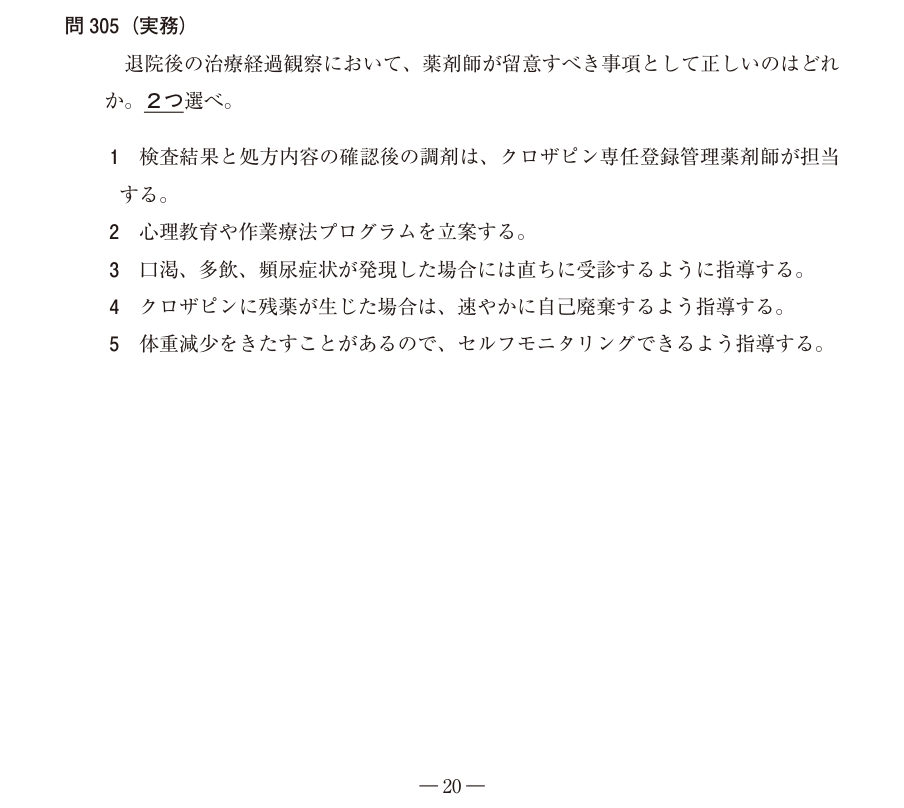 問 305 (実務)
退院後の治療経過観察において、薬剤師が留意すべき事項として正しいのはどれ
か。２つ選べ。
1 検査結果と処方内容の確認後の調剤は、クロザピン専任登録管理薬剤師が担当
する。
2 心理教育や作業療法プログラムを立案する。
3 口渇、多飲、頻尿症状が発現した場合には直ちに受診するように指導する。
4 クロザピンに残薬が生じた場合は、速やかに自己廃棄するよう指導する。
5 体重減少をきたすことがあるので、セルフモニタリングできるよう指導する。
― 20 ―